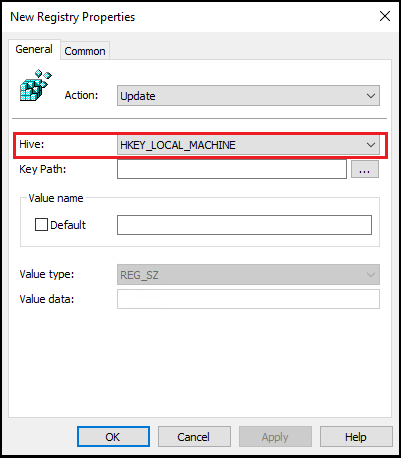 New Registry Properties
General Common
Action: Update
Hive: HKEY_LOCAL_MACHINE
Key Path: ...
Value name
Default
Value type: REG_SZ
Value data:
OK Cancel Apply Help